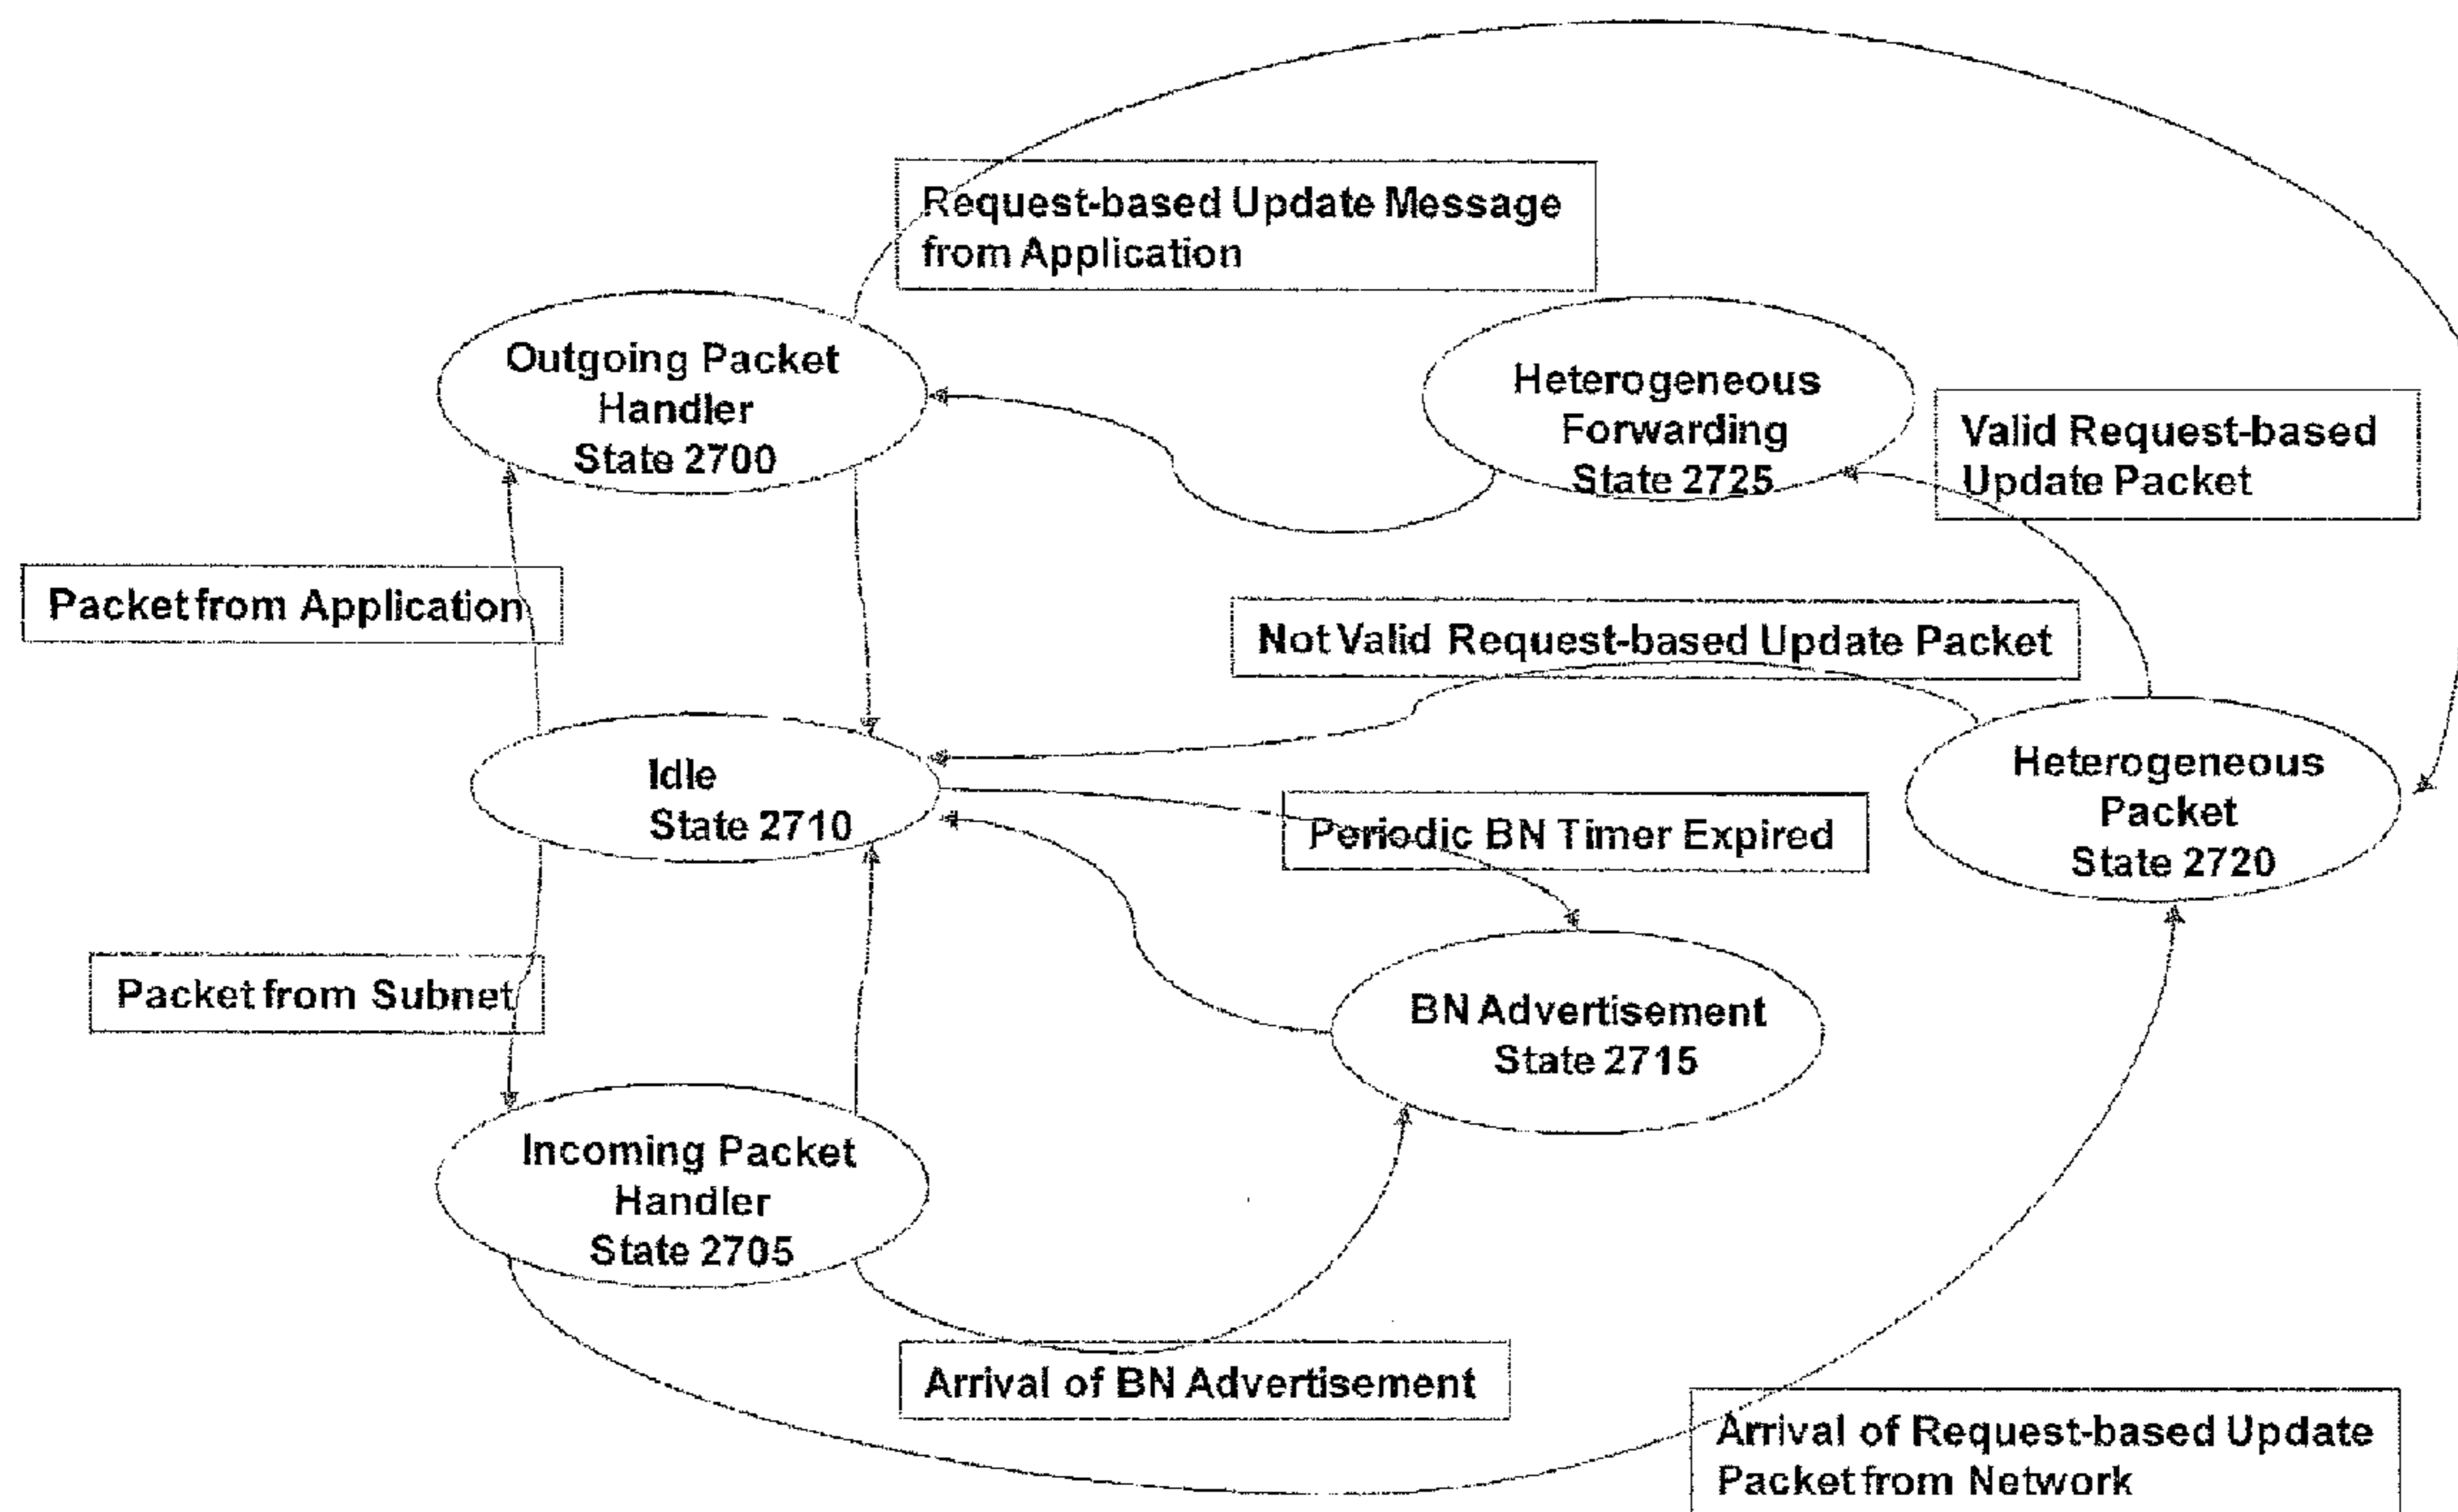 Request-based Update Message
from Application
Outgoing Packet
Handler
State 2700
Heterogeneous
Forwarding
State 2725
Valid Request-based
Update Packet
Packet from Application
Not Valid Request-based Update Packet
Idle
State 2710
Periodic BN Timer Expired
Heterogeneous
Packet
State 2720
Packet from Subnet
BN Advertisement
State 2715
Incoming Packet
Handler
State 2705
Arrival of BN Advertisement
Arrival of Request-based Update
Packet from Network